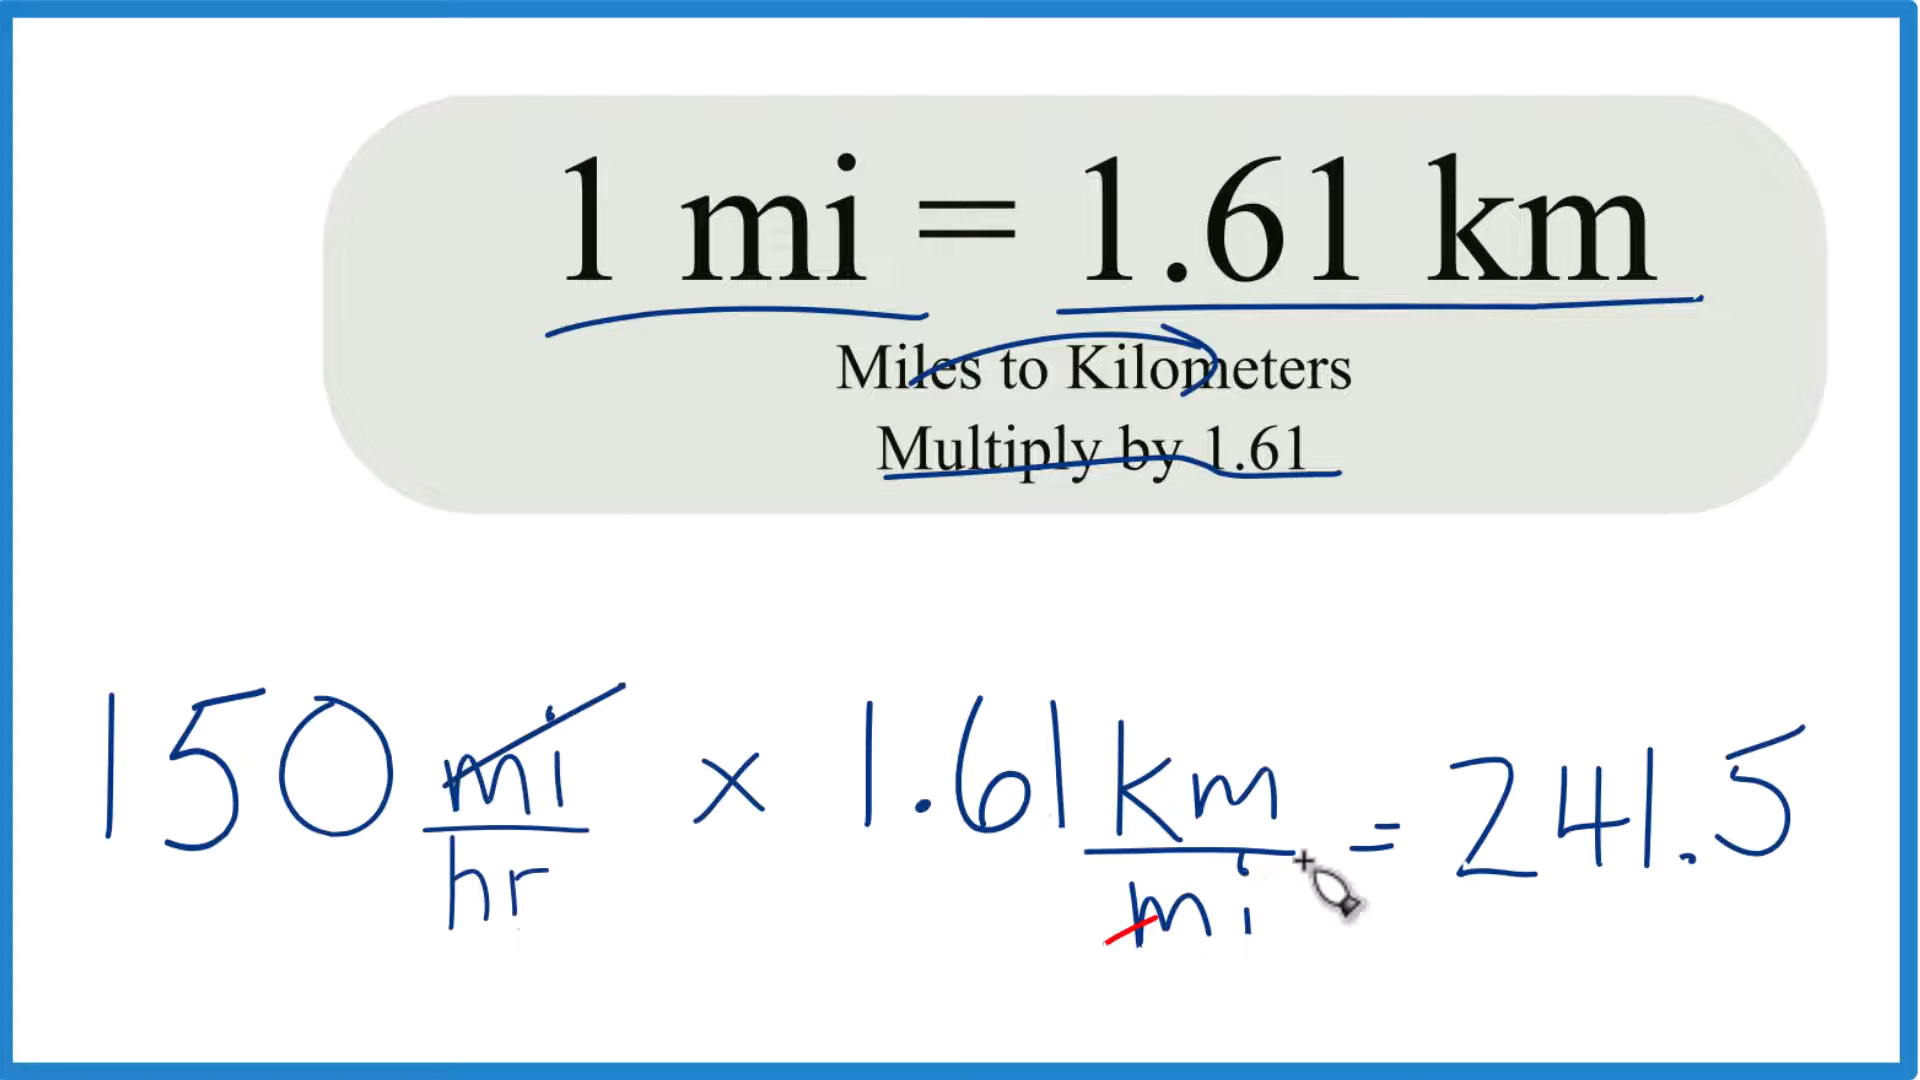 1 mi = 1.61 km
Miles to Kilometers
Multiply by 1.61
150 mi/hr x 1.61 km/mi = 241.5